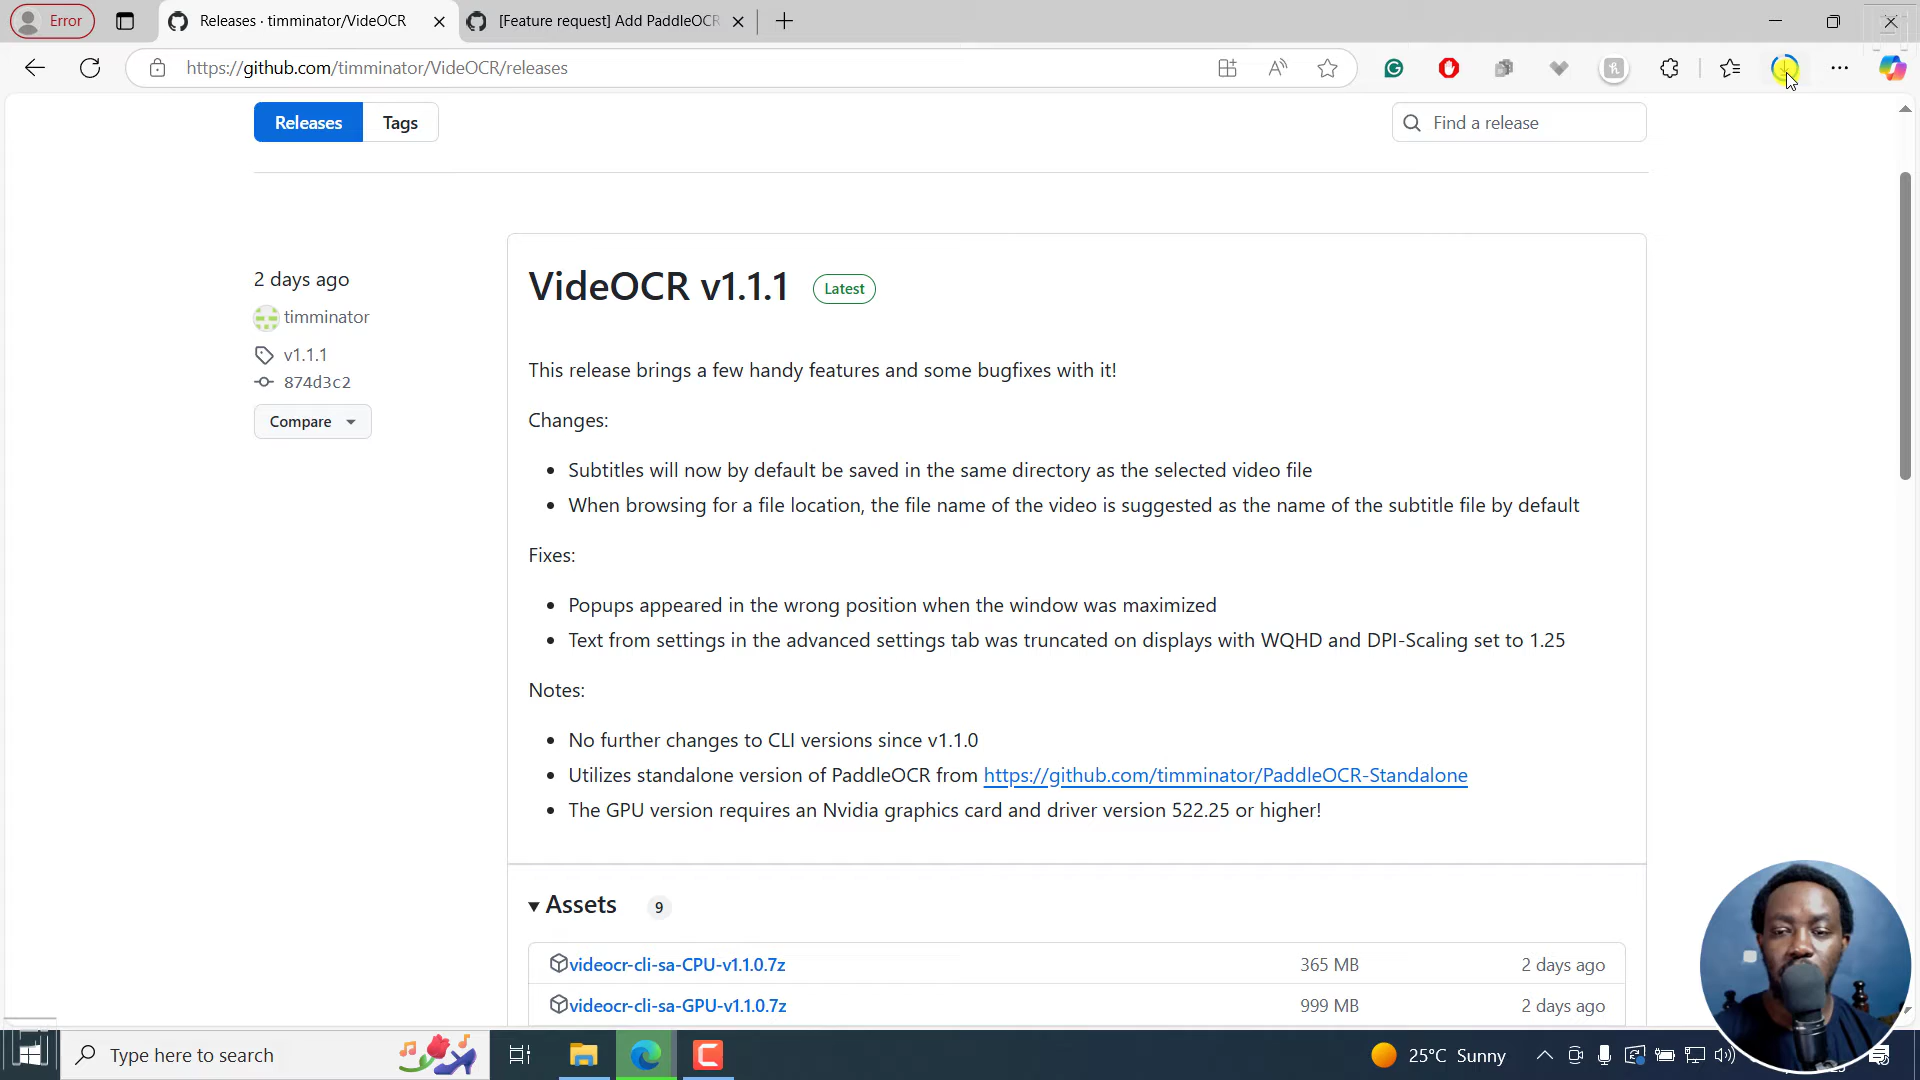 Error
Releases · timminator/VideOCR
[Feature request] Add PaddleOCR
https://github.com/timminator/VideOCR/releases
Releases
Tags
Find a release
2 days ago
timminator
v1.1.1
874d3c2
Compare
VideOCR v1.1.1
Latest
This release brings a few handy features and some bugfixes with it!
Changes:
• Subtitles will now by default be saved in the same directory as the selected video file
• When browsing for a file location, the file name of the video is suggested as the name of the subtitle file by default
Fixes:
• Popups appeared in the wrong position when the window was maximized
• Text from settings in the advanced settings tab was truncated on displays with WQHD and DPI-Scaling set to 1.25
Notes:
• No further changes to CLI versions since v1.1.0
• Utilizes standalone version of PaddleOCR from https://github.com/timminator/PaddleOCR-Standalone
• The GPU version requires an Nvidia graphics card and driver version 522.25 or higher!
Assets 9
videocr-cli-sa-CPU-v1.1.0.7z 365 MB 2 days ago
videocr-cli-sa-GPU-v1.1.0.7z 999 MB 2 days ago
Type here to search
25°C Sunny